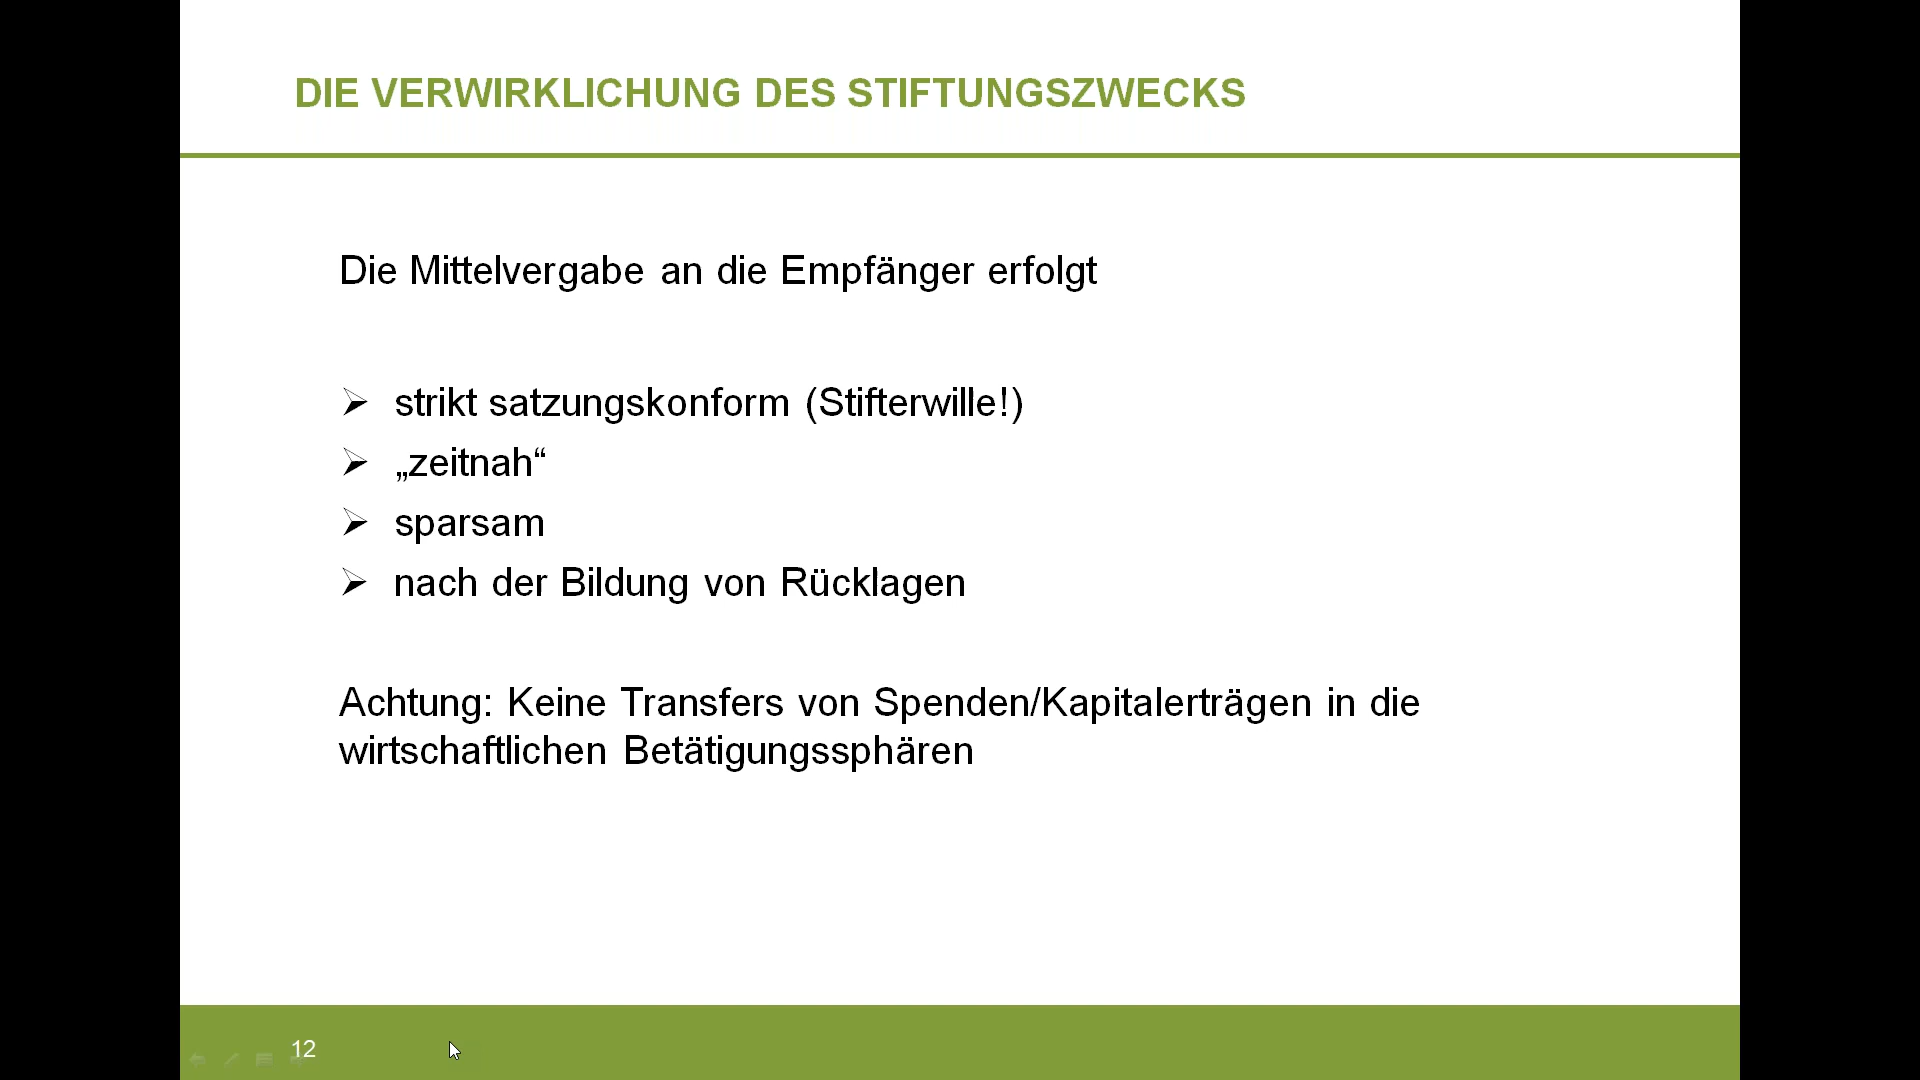 DIE VERWIRKLICHUNG DES STIFTUNGSZWECKS
Die Mittelvergabe an die Empfänger erfolgt
➢ strikt satzungskonform (Stifterwille!)
➢ „zeitnah“
➢ sparsam
➢ nach der Bildung von Rücklagen
Achtung: Keine Transfers von Spenden/Kapitalerträgen in die
wirtschaftlichen Betätigungssphären
12